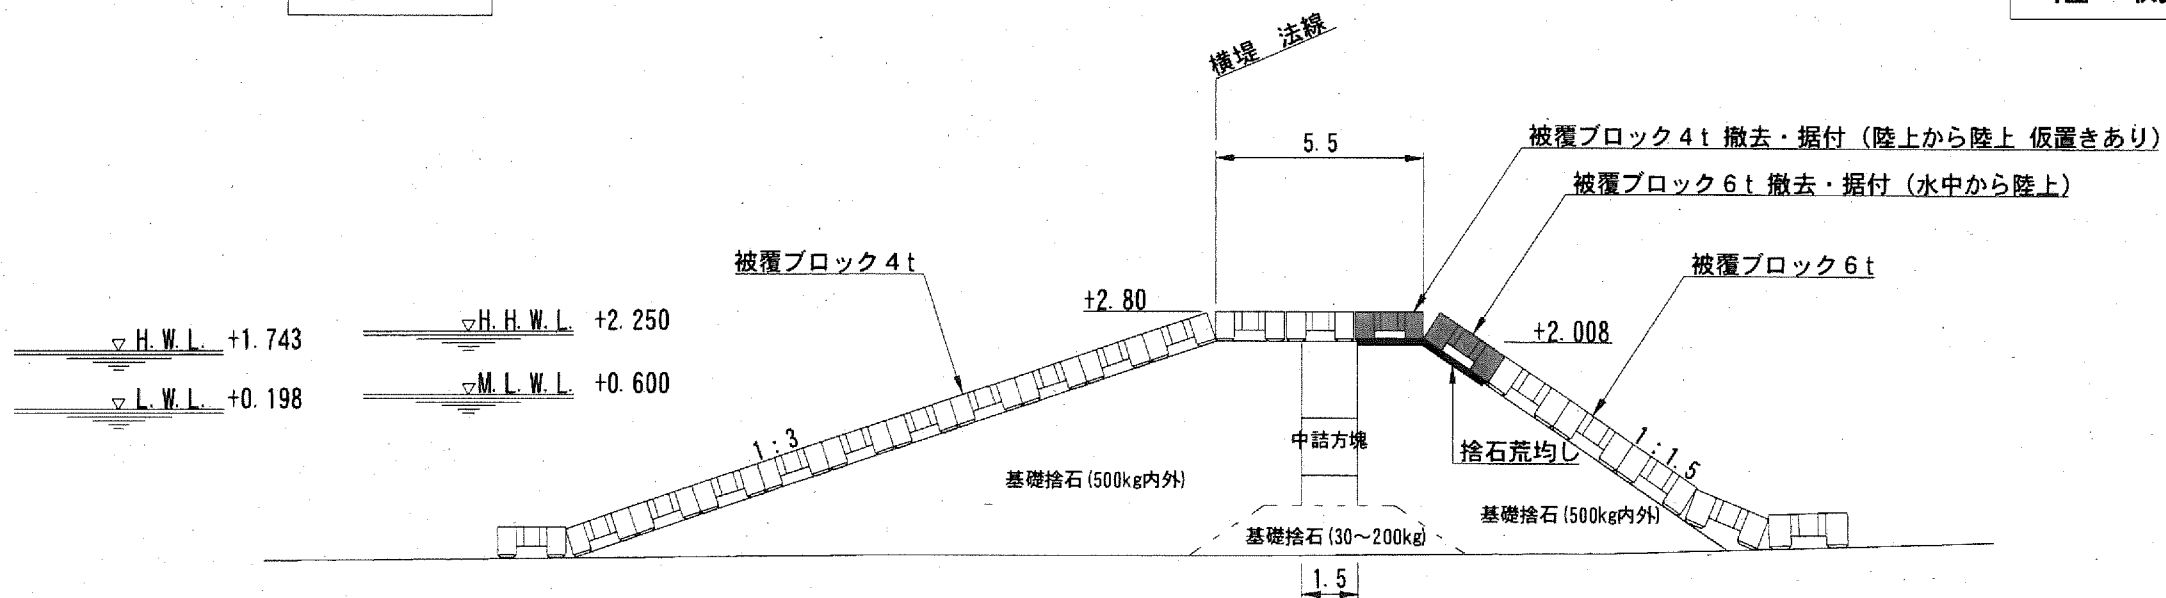 横堤 法線
5.5
被覆ブロック4t 撤去・据付（陸上から陸上 仮置きあり）
被覆ブロック6t 撤去・据付（水中から陸上）
被覆ブロック4t
被覆ブロック6t
+2.80
H.W.L. +1.743
H.H.W.L. +2.250
+2.008
L.W.L. +0.198
M.L.W.L. +0.600
1:3
中詰方塊
捨石荒均し
1:1.5
基礎捨石(500kg内外)
基礎捨石(500kg内外)
基礎捨石(30～200kg)
1.5